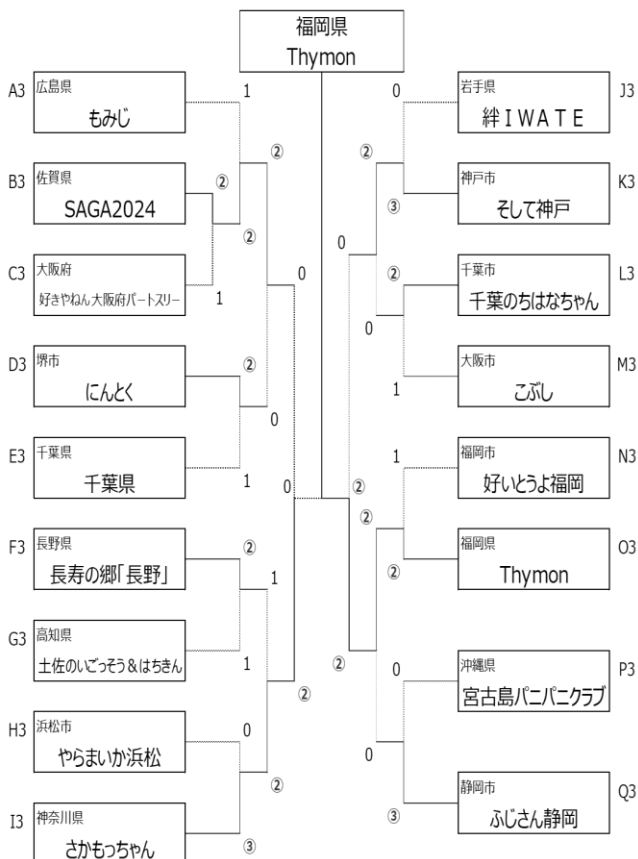 福岡県
Thymon
A3
広島県
もみじ
1
②
B3
佐賀県
SAGA2024
②
②
C3
大阪府
好きやねん大阪府パートスリー
1
0
D3
堺市
にんとく
②
0
E3
千葉県
千葉県
1
0
F3
長野県
長寿の郷「長野」
②
1
G3
高知県
土佐のいごっそう&はちきん
1
②
H3
浜松市
やらまいか浜松
0
②
I3
神奈川県
さかもっちゃん
③
0
岩手県
絆IWATE
J3
②
③
神戸市
そして神戸
K3
0
②
千葉市
千葉のちはなちゃん
L3
0
1
大阪市
こぶし
M3
1
福岡市
好いとうよ福岡
N3
②
②
②
福岡県
Thymon
O3
②
0
沖縄県
宮古島パニパニクラブ
P3
0
③
静岡市
ふじさん静岡
Q3